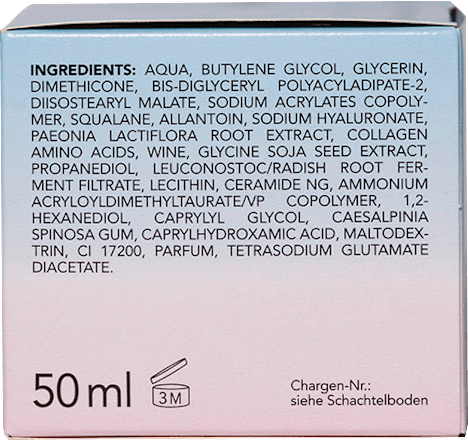 INGREDIENTS: AQUA, BUTYLENE GLYCOL, GLYCERIN,
DIMETHICONE, BIS-DIGLYCERYL POLYACYLADIPATE-2,
DIISOSTEARYL MALATE, SODIUM ACRYLATES COPOLY-
MER, SQUALANE, ALLANTOIN, SODIUM HYALURONATE,
PAEONIA LACTIFLORA ROOT EXTRACT, COLLAGEN
AMINO ACIDS, WINE, GLYCINE SOJA SEED EXTRACT,
PROPANEDIOL, LEUCONOSTOC/RADISH ROOT FER-
MENT FILTRATE, LECITHIN, CERAMIDE NG, AMMONIUM
ACRYLOYLDIMETHYLTAURATE/VP COPOLYMER, 1,2-
HEXANEDIOL, CAPRYLYL GLYCOL, CAESALPINIA
SPINOSA GUM, CAPRYLHYDROXAMIC ACID, MALTODEX-
TRIN, CI 17200, PARFUM, TETRASODIUM GLUTAMATE
DIACETATE.
50 ml
3 M
Chargen-Nr.:
siehe Schachtelboden